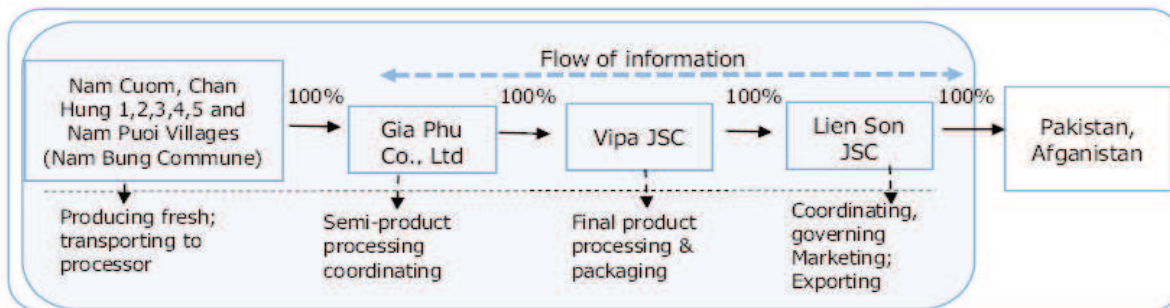 Flow of information
Nam Cuom, Chan
Hung 1,2,3,4,5 and
Nam Puoi Villages
(Nam Bung Commune)
100%
Gia Phu
Co., Ltd
100%
Vipa JSC
100%
Lien Son
JSC
100%
Pakistan,
Afganistan
Producing fresh;
transporting to
processor
Semi-product
processing
coordinating
Final product
processing &
packaging
Coordinating,
governing
Marketing;
Exporting